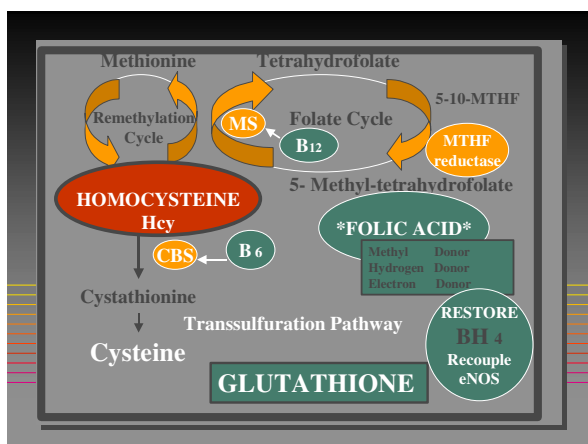 Methionine
Tetrahydrofolate
5-10-MTHF
Remethylation
Cycle
MS
Folate Cycle
B12
MTHF
reductase
5- Methyl-tetrahydrofolate
HOMOCYSTEINE
Hcy
*FOLIC ACID*
CBS
B 6
Methyl Donor
Hydrogen Donor
Electron Donor
Cystathionine
Transsulfuration Pathway
RESTORE
BH 4
Recouple
eNOS
Cysteine
GLUTATHIONE